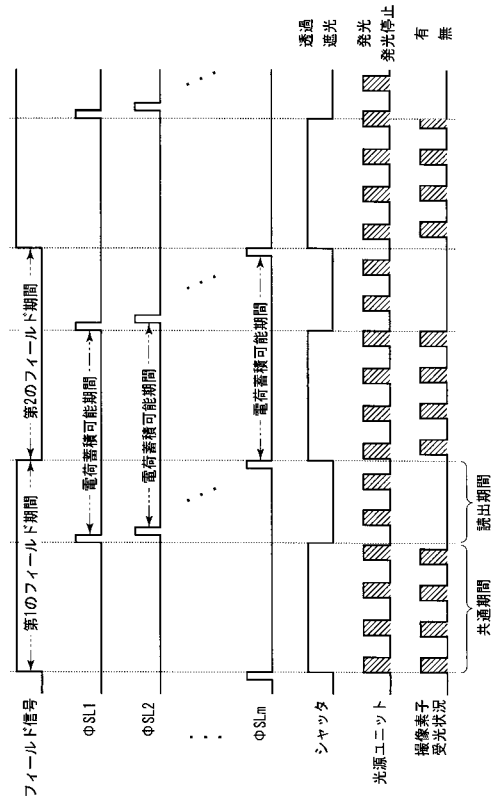 フィールド信号
第1のフィールド期間
第2のフィールド期間
ΦSL1
電荷蓄積可能期間
ΦSL2
電荷蓄積可能期間
ΦSLm
電荷蓄積可能期間
シャッタ
透過
遮光
光源ユニット
発光
発光停止
撮像素子
受光状況
有
無
共通期間
読出期間